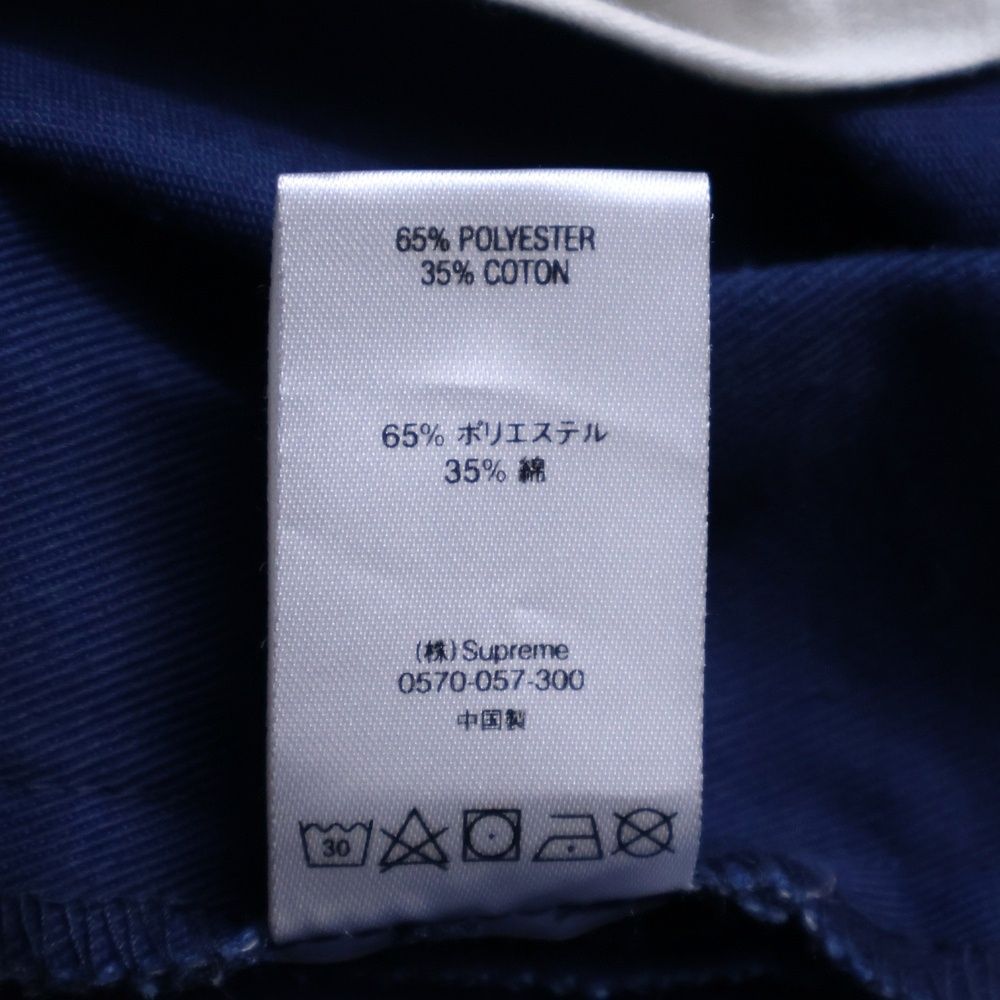 65% POLYESTER
35% COTON
65% ポリエステル
35% 綿
(株)Supreme
0570-057-300
中国製
30